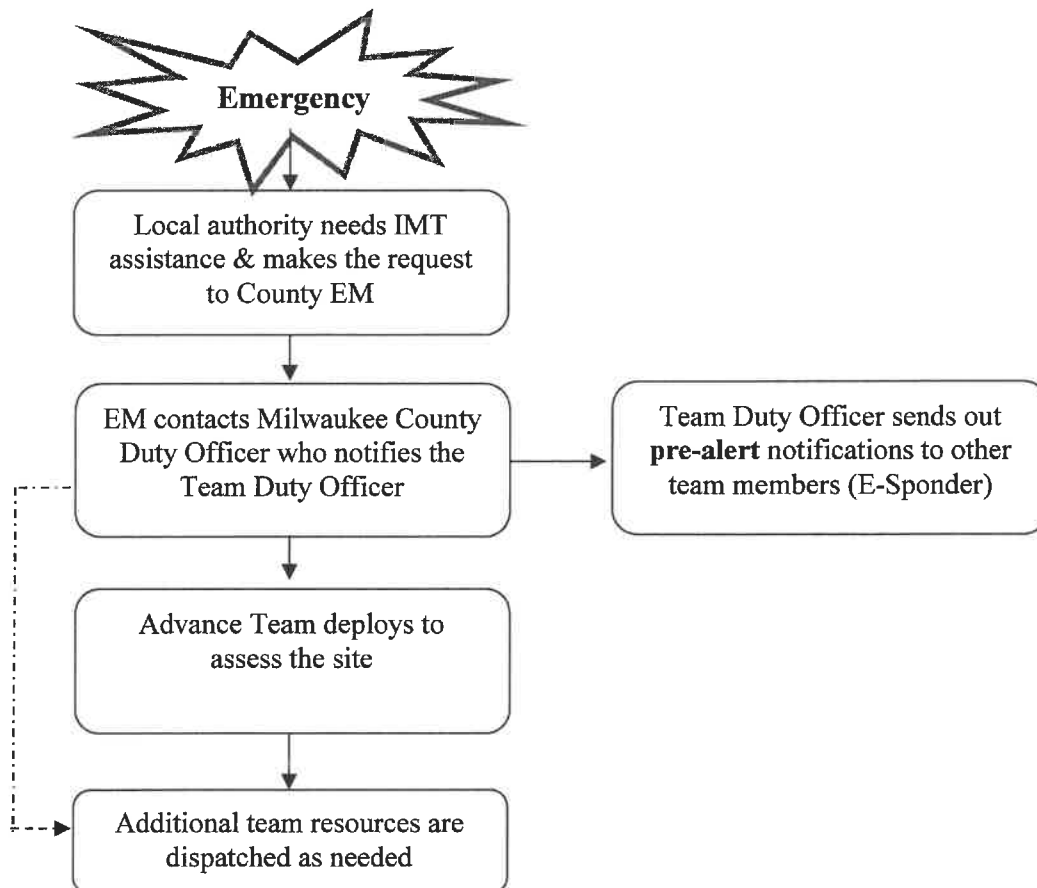 Emergency
Local authority needs IMT
assistance & makes the request
to County EM
EM contacts Milwaukee County
Duty Officer who notifies the
Team Duty Officer
Team Duty Officer sends out
pre-alert notifications to other
team members (E-Sponder)
Advance Team deploys to
assess the site
Additional team resources are
dispatched as needed